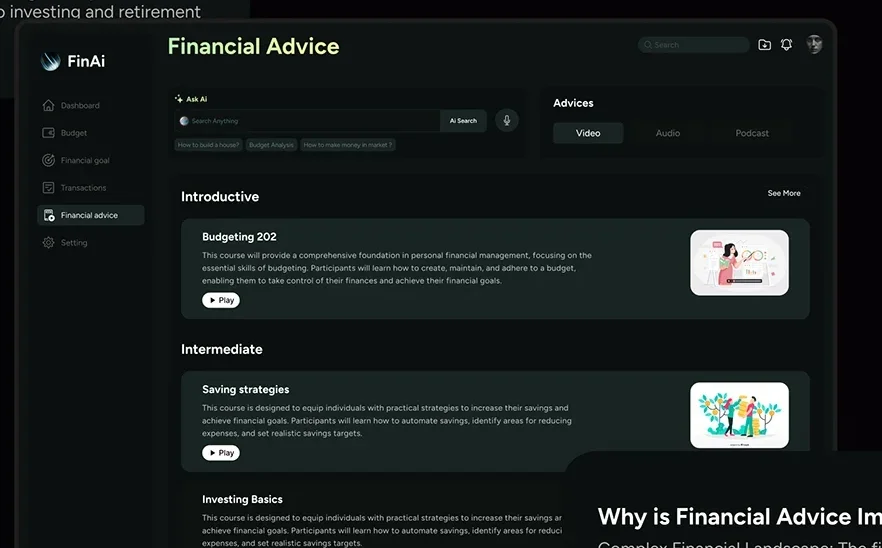 o investing and retirement
FinAi
Financial Advice
Search
Dashboard
Budget
Financial goal
Transactions
Financial advice
Setting
Ask Ai
Search Anything
Ai Search
How to build a house?
Budget Analysis
How to make money in market ?
Advices
Video
Audio
Podcast
Introductive
See More
Budgeting 202
This course will provide a comprehensive foundation in personal financial management, focusing on the
essential skills of budgeting. Participants will learn how to create, maintain, and adhere to a budget,
enabling them to take control of their finances and achieve their financial goals.
Play
Intermediate
Saving strategies
This course is designed to equip individuals with practical strategies to increase their savings and
achieve financial goals. Participants will learn how to automate savings, identify areas for reducing
expenses, and set realistic savings targets.
Play
Investing Basics
This course is designed to equip individuals with practical strategies to increase their savings ar
achieve financial goals. Participants will learn how to automate savings, identify areas for reduci
expenses, and set realistic savings targets.
Why is Financial Advice Im
Complex Financial Landscape: The fi